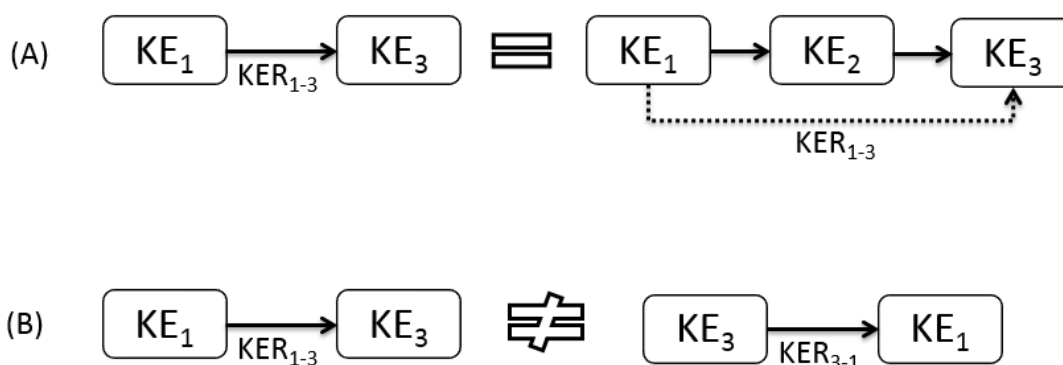 (A) KE₁ KER₁₋₃ KE₃ = KE₁ KE₂ KE₃
KER₁₋₃
(B) KE₁ KER₁₋₃ KE₃ ≠ KE₃ KER₃₋₁ KE₁